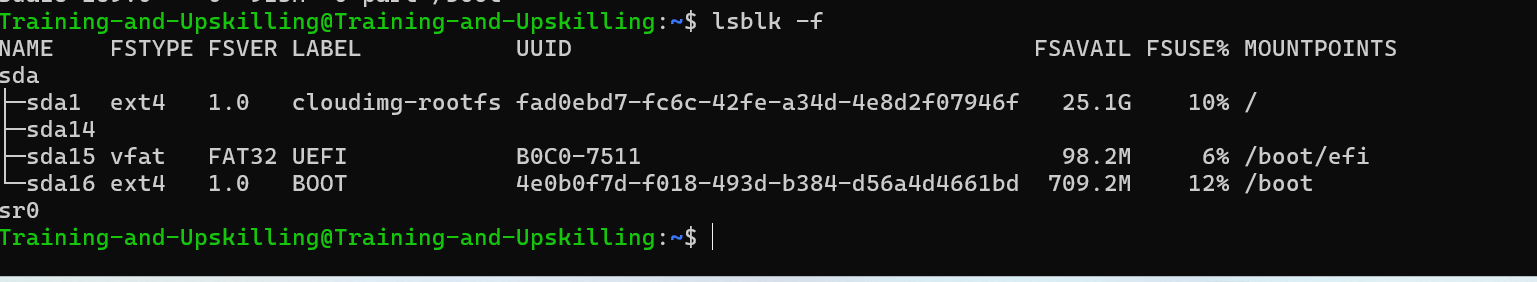 Training-and-Upskilling@Training-and-Upskilling:~$ lsblk -f
NAME    FSTYPE FSVER LABEL           UUID                                 FSAVAIL FSUSE% MOUNTPOINTS
sda
├─sda1  ext4   1.0   cloudimg-rootfs fad0ebd7-fc6c-42fe-a34d-4e8d2f07946f   25.1G    10% /
├─sda14
├─sda15 vfat   FAT32 UEFI            B0C0-7511                              98.2M     6% /boot/efi
└─sda16 ext4   1.0   BOOT            4e0b0f7d-f018-493d-b384-d56a4d4661bd  709.2M    12% /boot
sr0
Training-and-Upskilling@Training-and-Upskilling:~$